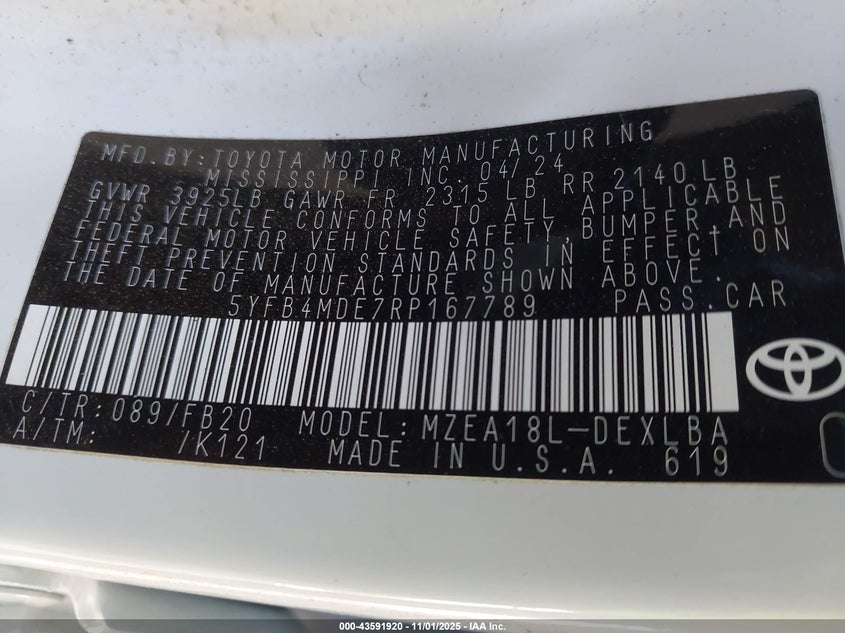 MFD.BY:TOYOTA MOTOR MANUFACTURING
MISSISSIPPI INC. 04/24
GVWR 3925LB GAWR FR 2315 LB RR 2140 LB
THIS VEHICLE CONFORMS TO ALL APPLICABLE
FEDERAL MOTOR VEHICLE SAFETY,BUMPER,AND
THEFT PREVENTION STANDARDS IN EFFECT ON
THE DATE OF MANUFACTURE SHOWN ABOVE.
5YFB4MDE7RP167789 PASS.CAR
C/TR:089/FB20 MODEL:MZEA18L-DEXLBA
A/TM: /K121 MADE IN U.S.A. 619
000-43591920 - 11/01/2025 - IAA Inc.